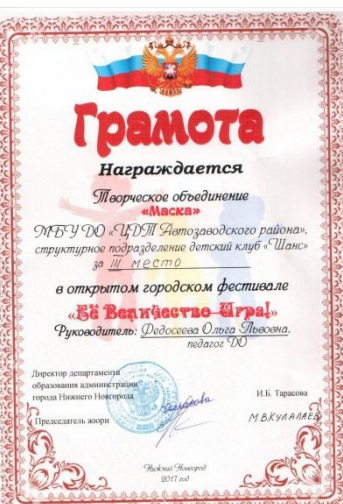 Грамота
Награждается
Творческое объединение
«Маска»
МБУ ДО «ЦДТ Автозаводского района»,
структурное подразделение детский клуб «Шанс»
за III место
в открытом городском фестивале
«Её Величество Игра!»
Руководитель: Федосеева Ольга Львовна,
педагог ДО
Директор департамента
образования администрации
города Нижнего Новгорода
И.Б. Тарасова
Председатель жюри
М.В.КУЛАЛАЕВ
Нижний Новгород
2017 год